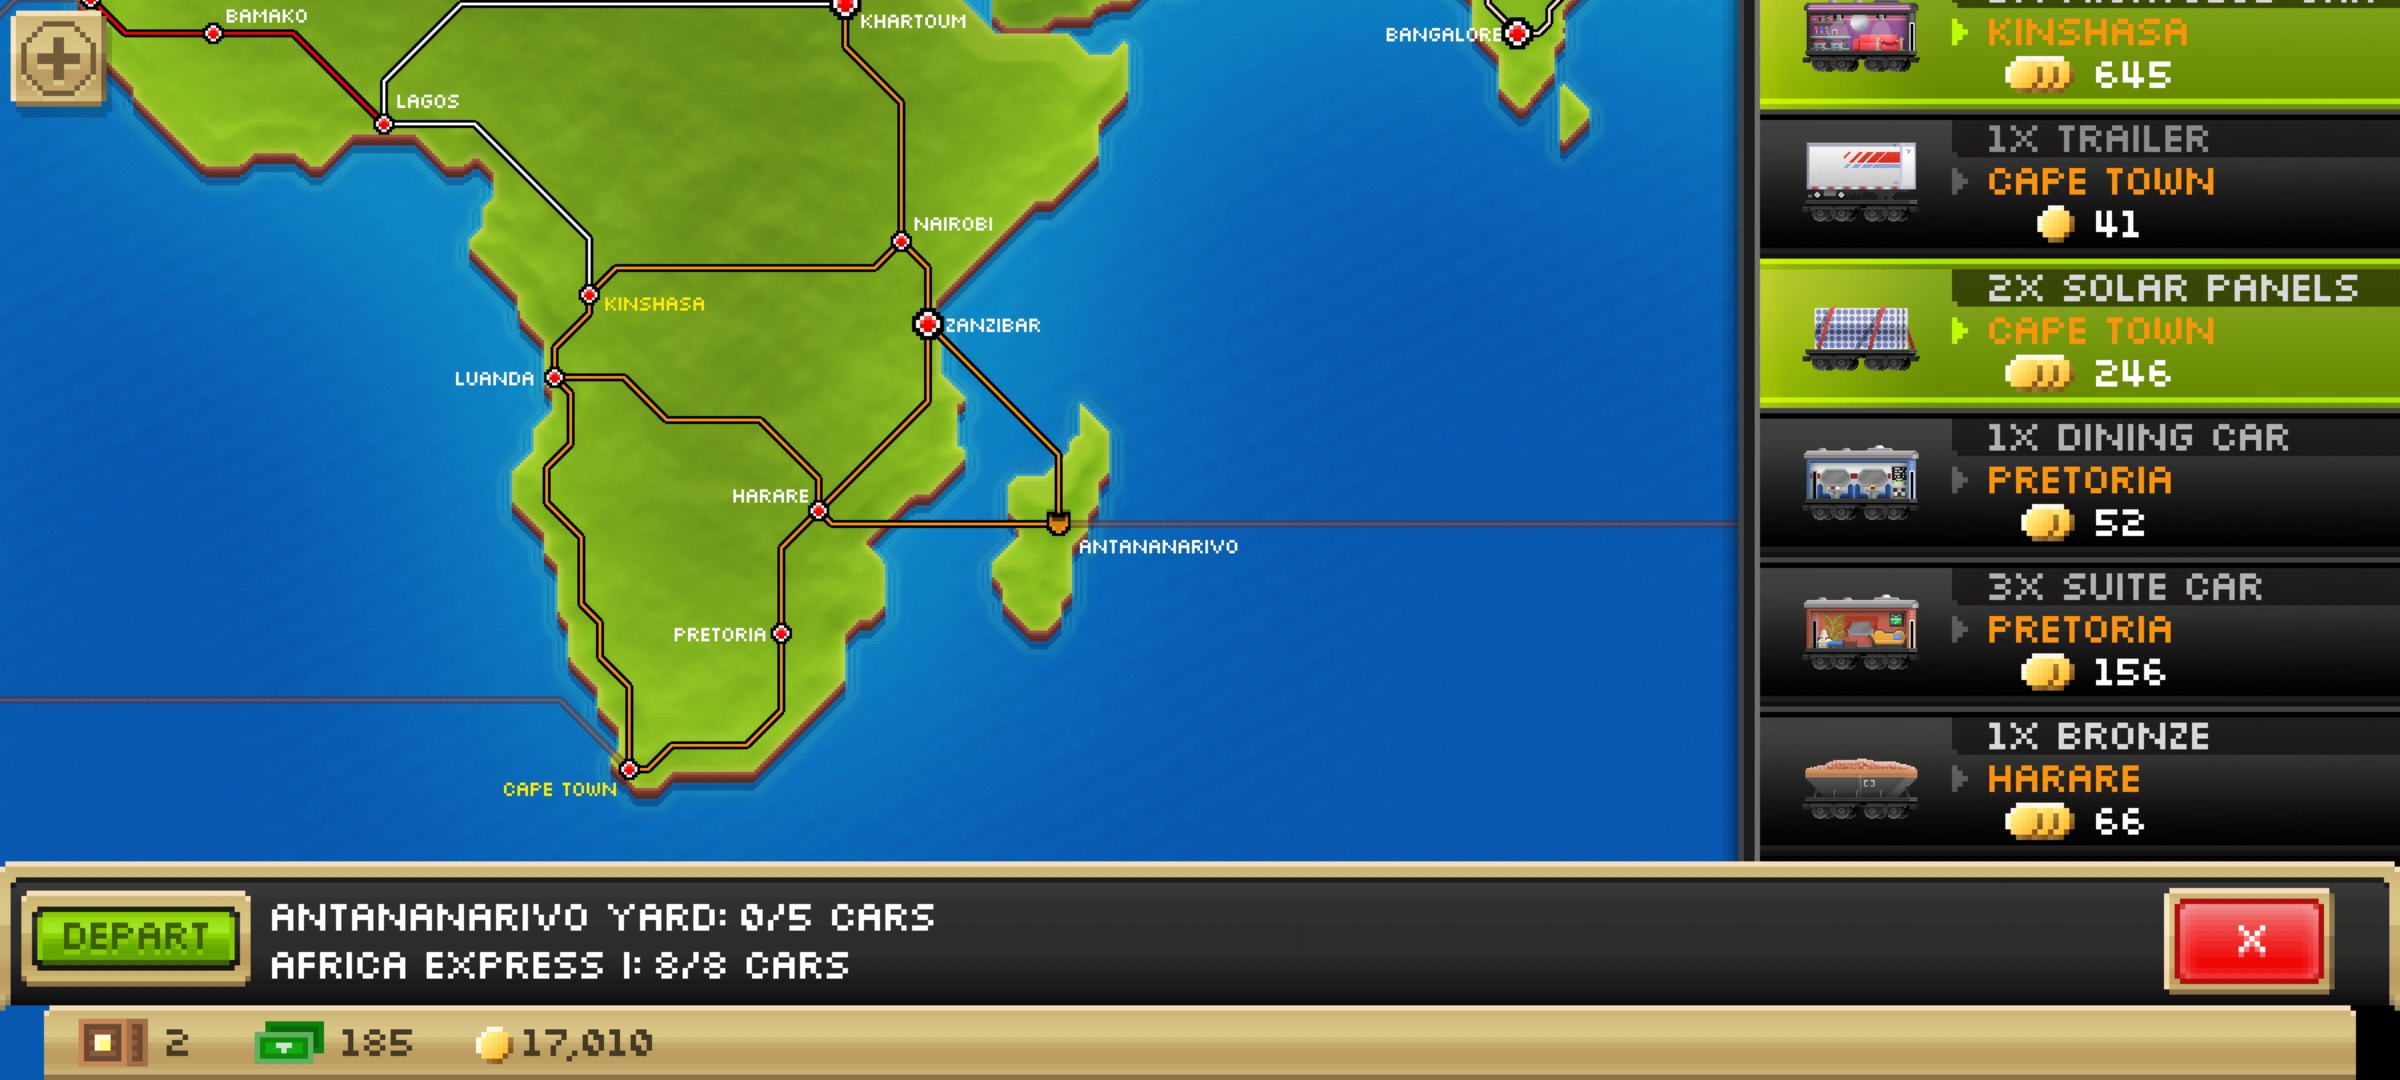 BAMAKO
KHARTOUM
BANGALORE
LAGOS
NAIROBI
KINSHASA
ZANZIBAR
LUANDA
HARARE
ANTANANARIVO
PRETORIA
CAPE TOWN
KINSHASA
645
1X TRAILER
CAPE TOWN
41
2X SOLAR PANELS
CAPE TOWN
246
1X DINING CAR
PRETORIA
52
3X SUITE CAR
PRETORIA
156
1X BRONZE
HARARE
66
DEPART
ANTANANARIVO YARD: 0/5 CARS
AFRICA EXPRESS I: 8/8 CARS
X
2
185
17,010